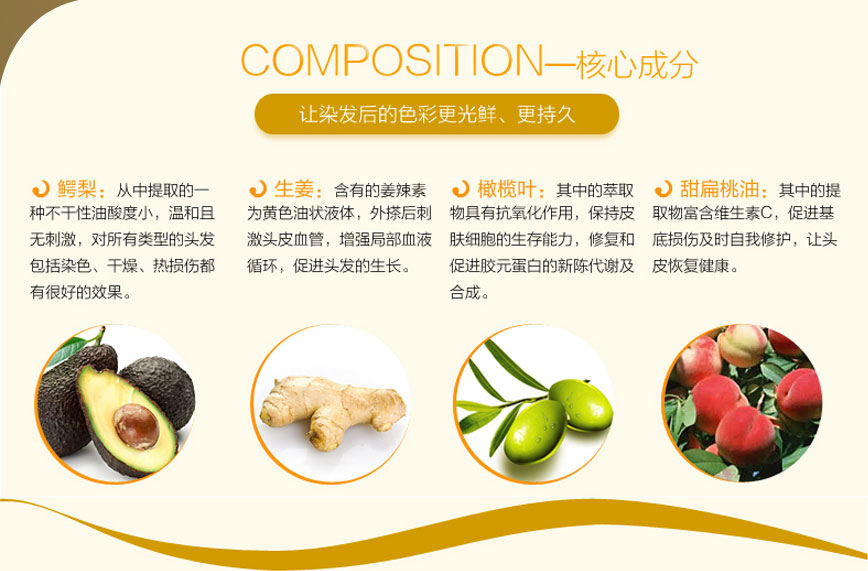 COMPOSITION—核心成分
让染发后的色彩更光鲜、更持久
鳄梨：从中提取的一
种不干性油酸度小，温和且
无刺激，对所有类型的头发
包括染色、干燥、热损伤都
有很好的效果。
生姜：含有的姜辣素
为黄色油状液体，外搽后刺
激头皮血管，增强局部血液
循环，促进头发的生长。
橄榄叶：其中的萃取
物具有抗氧化作用，保持皮
肤细胞的生存能力，修复和
促进胶元蛋白的新陈代谢及
合成。
甜扁桃油：其中的提
取物富含维生素C，促进基
底损伤及时自我修护，让头
皮恢复健康。